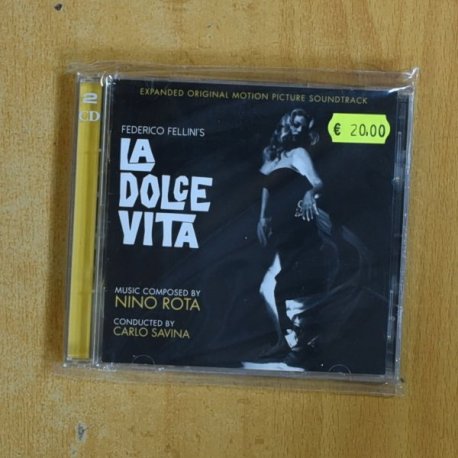 EXPANDED ORIGINAL MOTION PICTURE SOUNDTRACK
2
CD
€ 20,00
FEDERICO FELLINI'S
LA
DOLCE
VITA
MUSIC COMPOSED BY
NINO ROTA
CONDUCTED BY
CARLO SAVINA